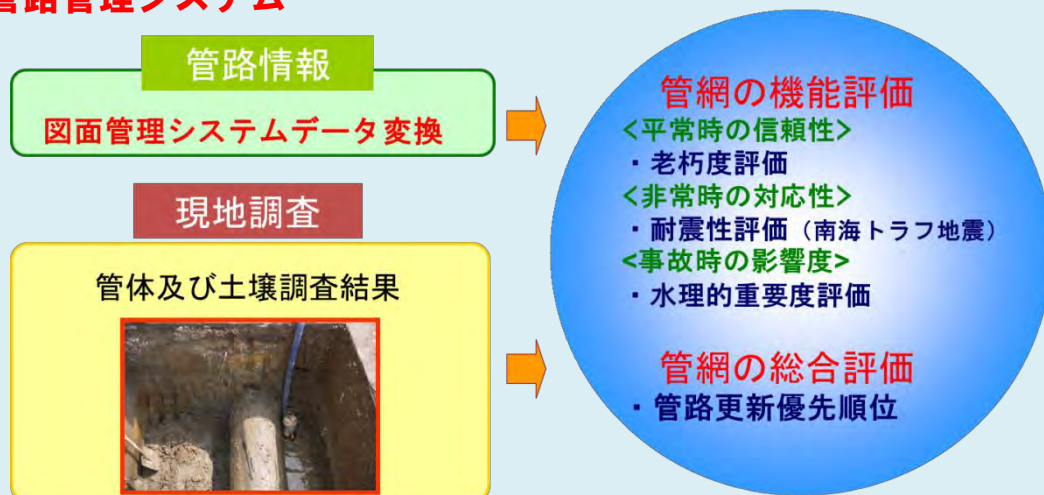 管路管理システム
管路情報
図面管理システムデータ変換
現地調査
管体及び土壌調査結果
管網の機能評価
<平常時の信頼性>
・老朽度評価
<非常時の対応性>
・耐震性評価（南海トラフ地震）
<事故時の影響度>
・水理的重要度評価
管網の総合評価
・管路更新優先順位